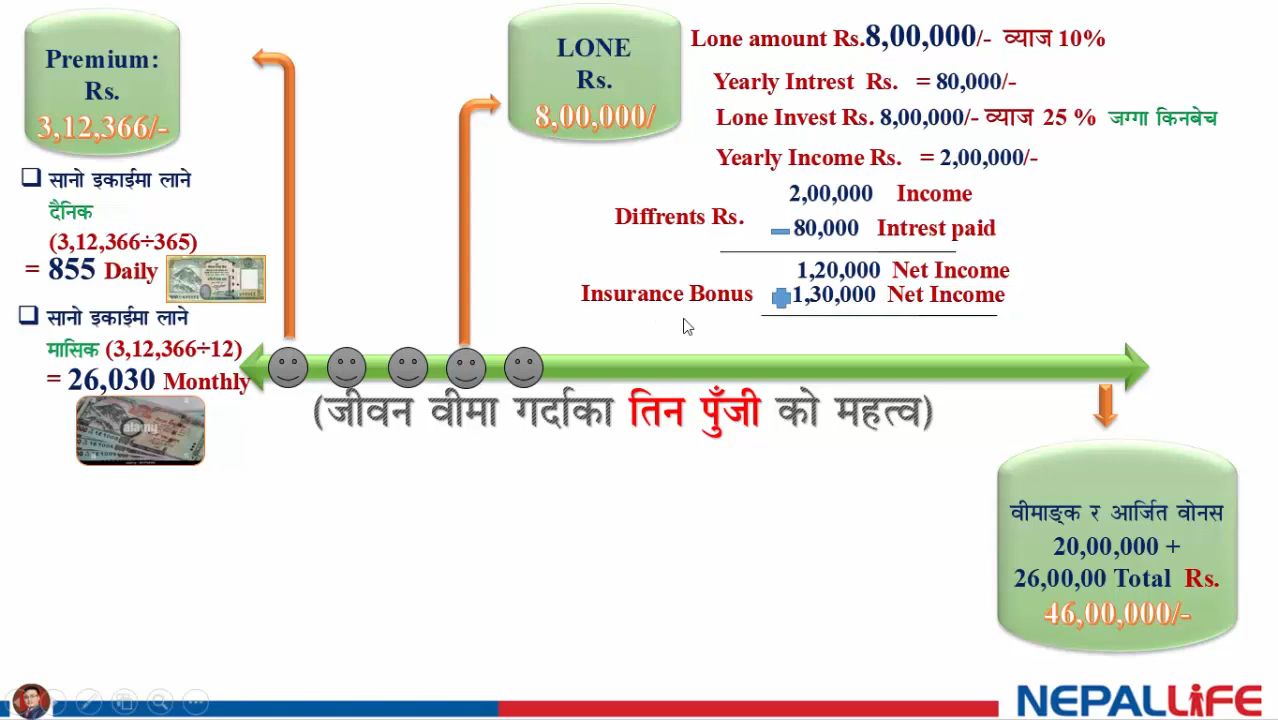 Premium:
Rs.
3,12,366/-
सानो इकाईमा लाने
दैनिक
(3,12,366÷365)
= 855 Daily
सानो इकाईमा लाने
मासिक (3,12,366÷12)
= 26,030 Monthly
alamy
LONE
Rs.
8,00,000/
Lone amount Rs.8,00,000/- व्याज 10%
Yearly Intrest Rs. = 80,000/-
Lone Invest Rs. 8,00,000/- व्याज 25 % जग्गा किनबेच
Yearly Income Rs. = 2,00,000/-
2,00,000 Income
Diffrents Rs.
80,000 Intrest paid
1,20,000 Net Income
Insurance Bonus 1,30,000 Net Income
(जीवन वीमा गर्दाका तिन पुँजी को महत्व)
वीमाङ्क र आर्जित वोनस
20,00,000 +
26,00,00 Total Rs.
46,00,000/-
NEPALLIFE